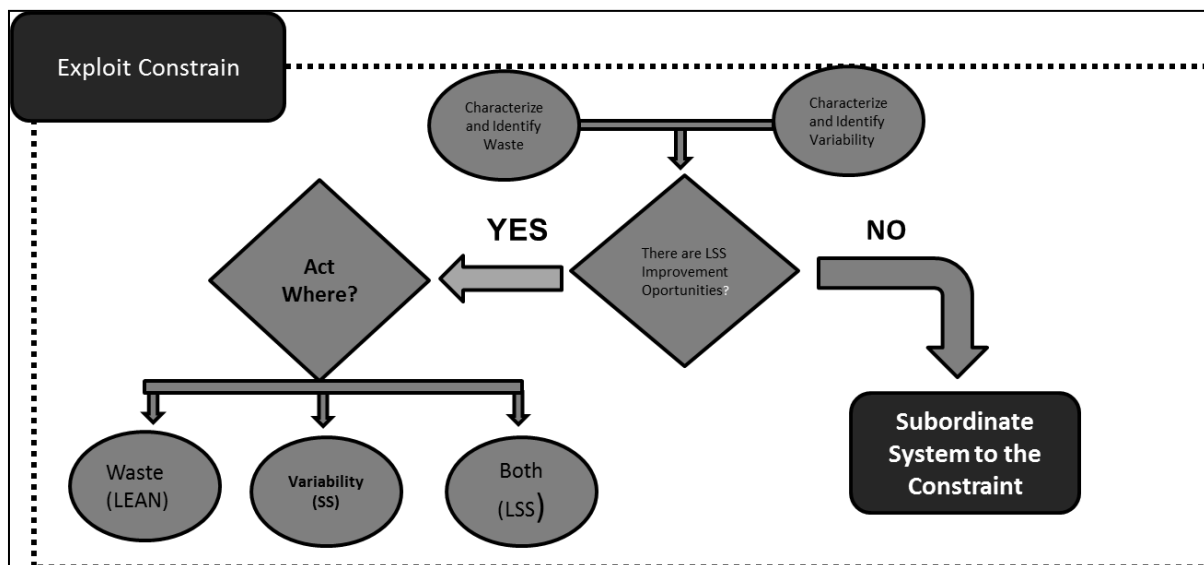 Exploit Constrain
Characterize
and Identify
Waste
Characterize
and Identify
Variability
YES
NO
There are LSS
Improvement
Oportunities?
Act
Where?
Subordinate
System to the
Constraint
Waste
(LEAN)
Variability
(SS)
Both
(LSS)